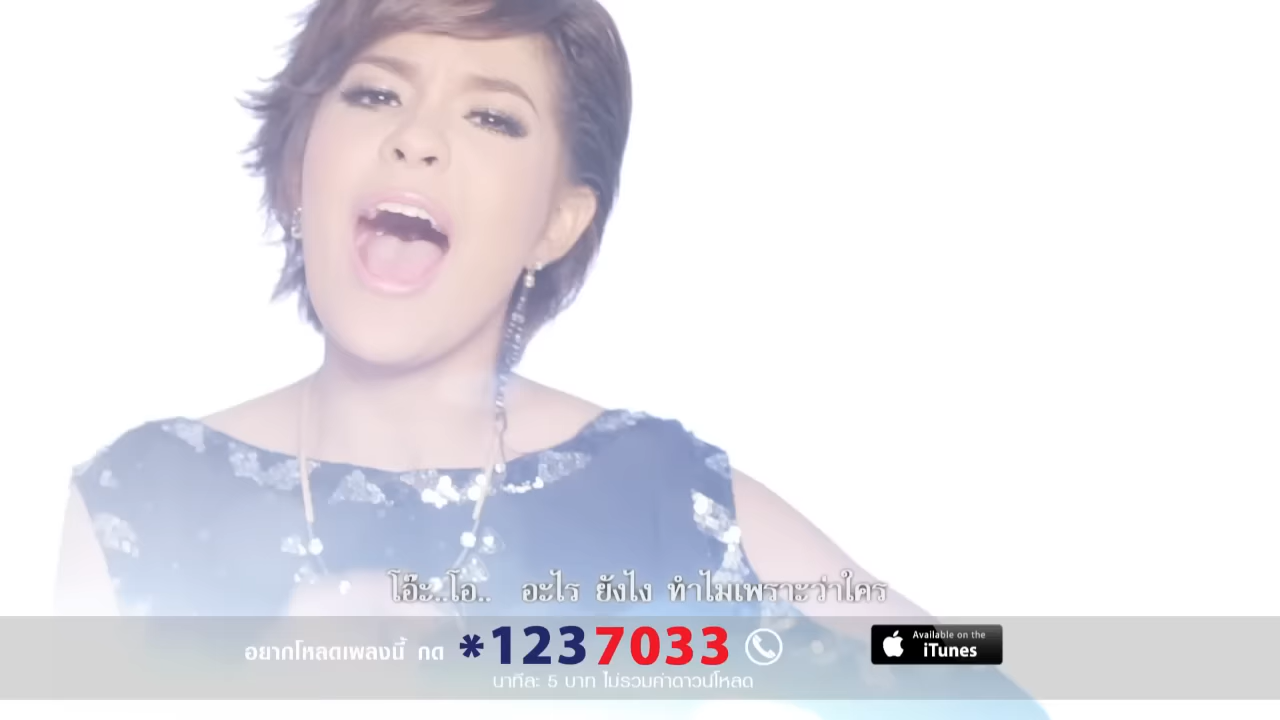 โอ๊ะ..โอ.. อะไร ยังไง ทำไมเพราะว่าใคร
อยากโหลดเพลงนี้ กด *1237033
Available on the
iTunes
นาทีละ 5 บาท ไม่รวมค่าดาวน์โหลด